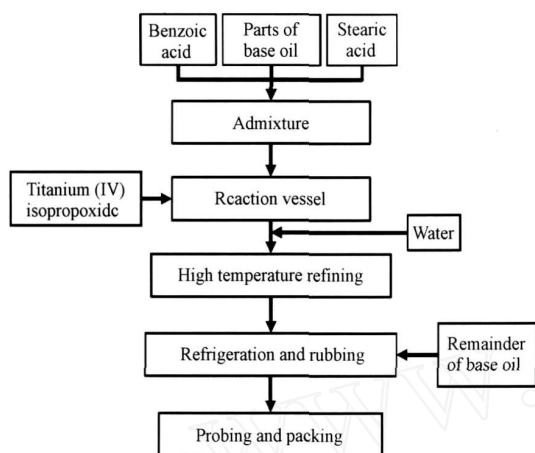 Benzoic
acid
Parts of
base oil
Stearic
acid
Admixture
Titanium (IV)
isopropoxidc
Rcaction vessel
Water
High temperature refining
Refrigeration and rubbing
Remainder
of base oil
Probing and packing
www.